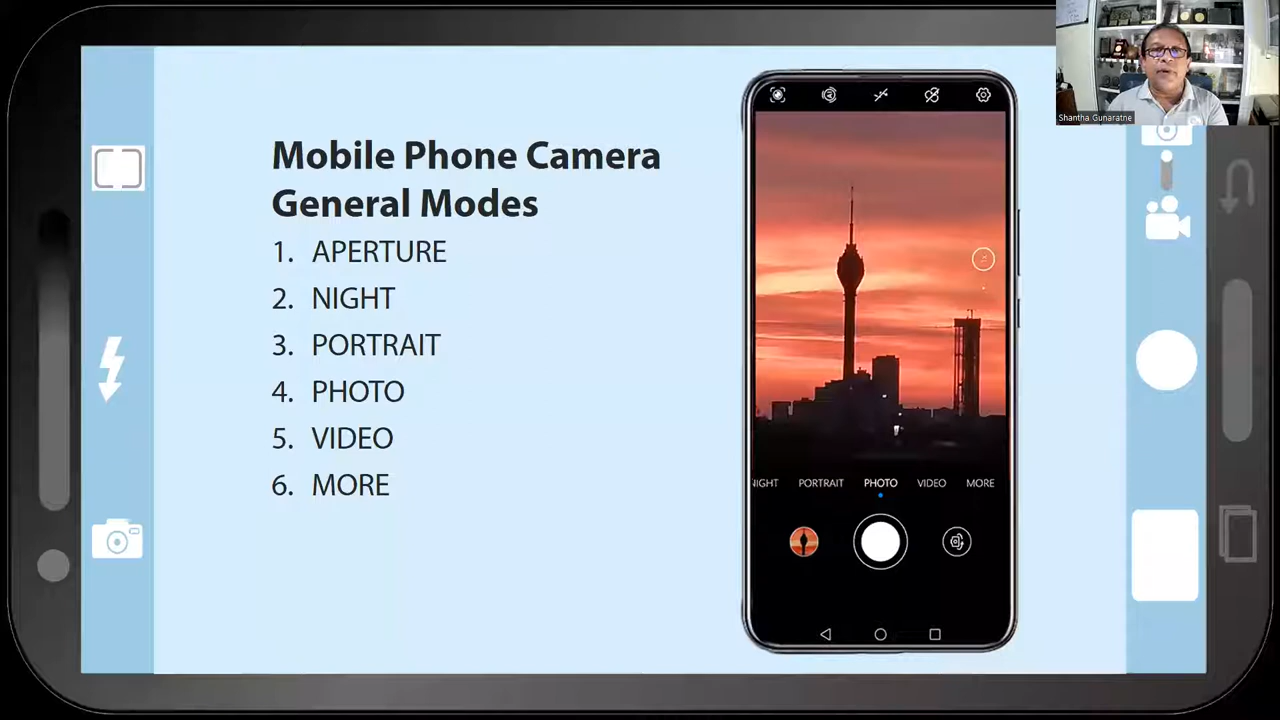 Mobile Phone Camera
General Modes
1. APERTURE
2. NIGHT
3. PORTRAIT
4. PHOTO
5. VIDEO
6. MORE
NIGHT PORTRAIT PHOTO VIDEO MORE
Shantha Gunaratne